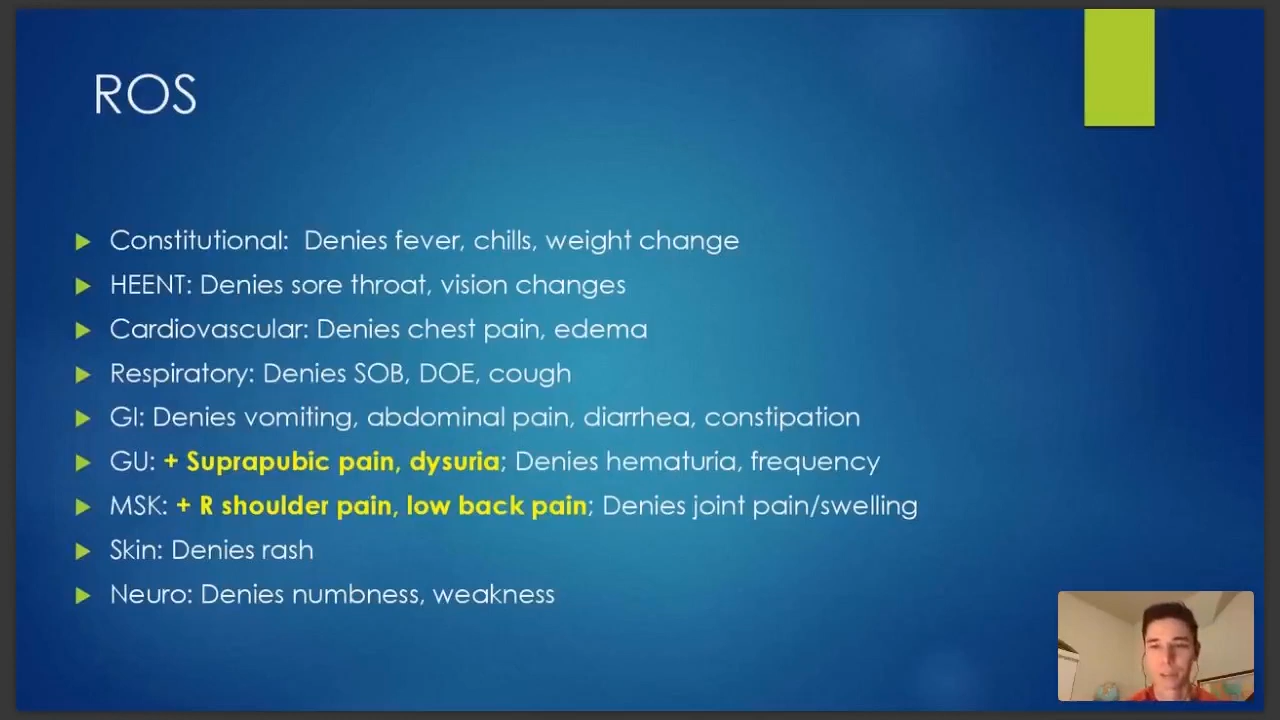 ROS
Constitutional:  Denies fever, chills, weight change
HEENT: Denies sore throat, vision changes
Cardiovascular: Denies chest pain, edema
Respiratory: Denies SOB, DOE, cough
GI: Denies vomiting, abdominal pain, diarrhea, constipation
GU: + Suprapubic pain, dysuria; Denies hematuria, frequency
MSK: + R shoulder pain, low back pain; Denies joint pain/swelling
Skin: Denies rash
Neuro: Denies numbness, weakness